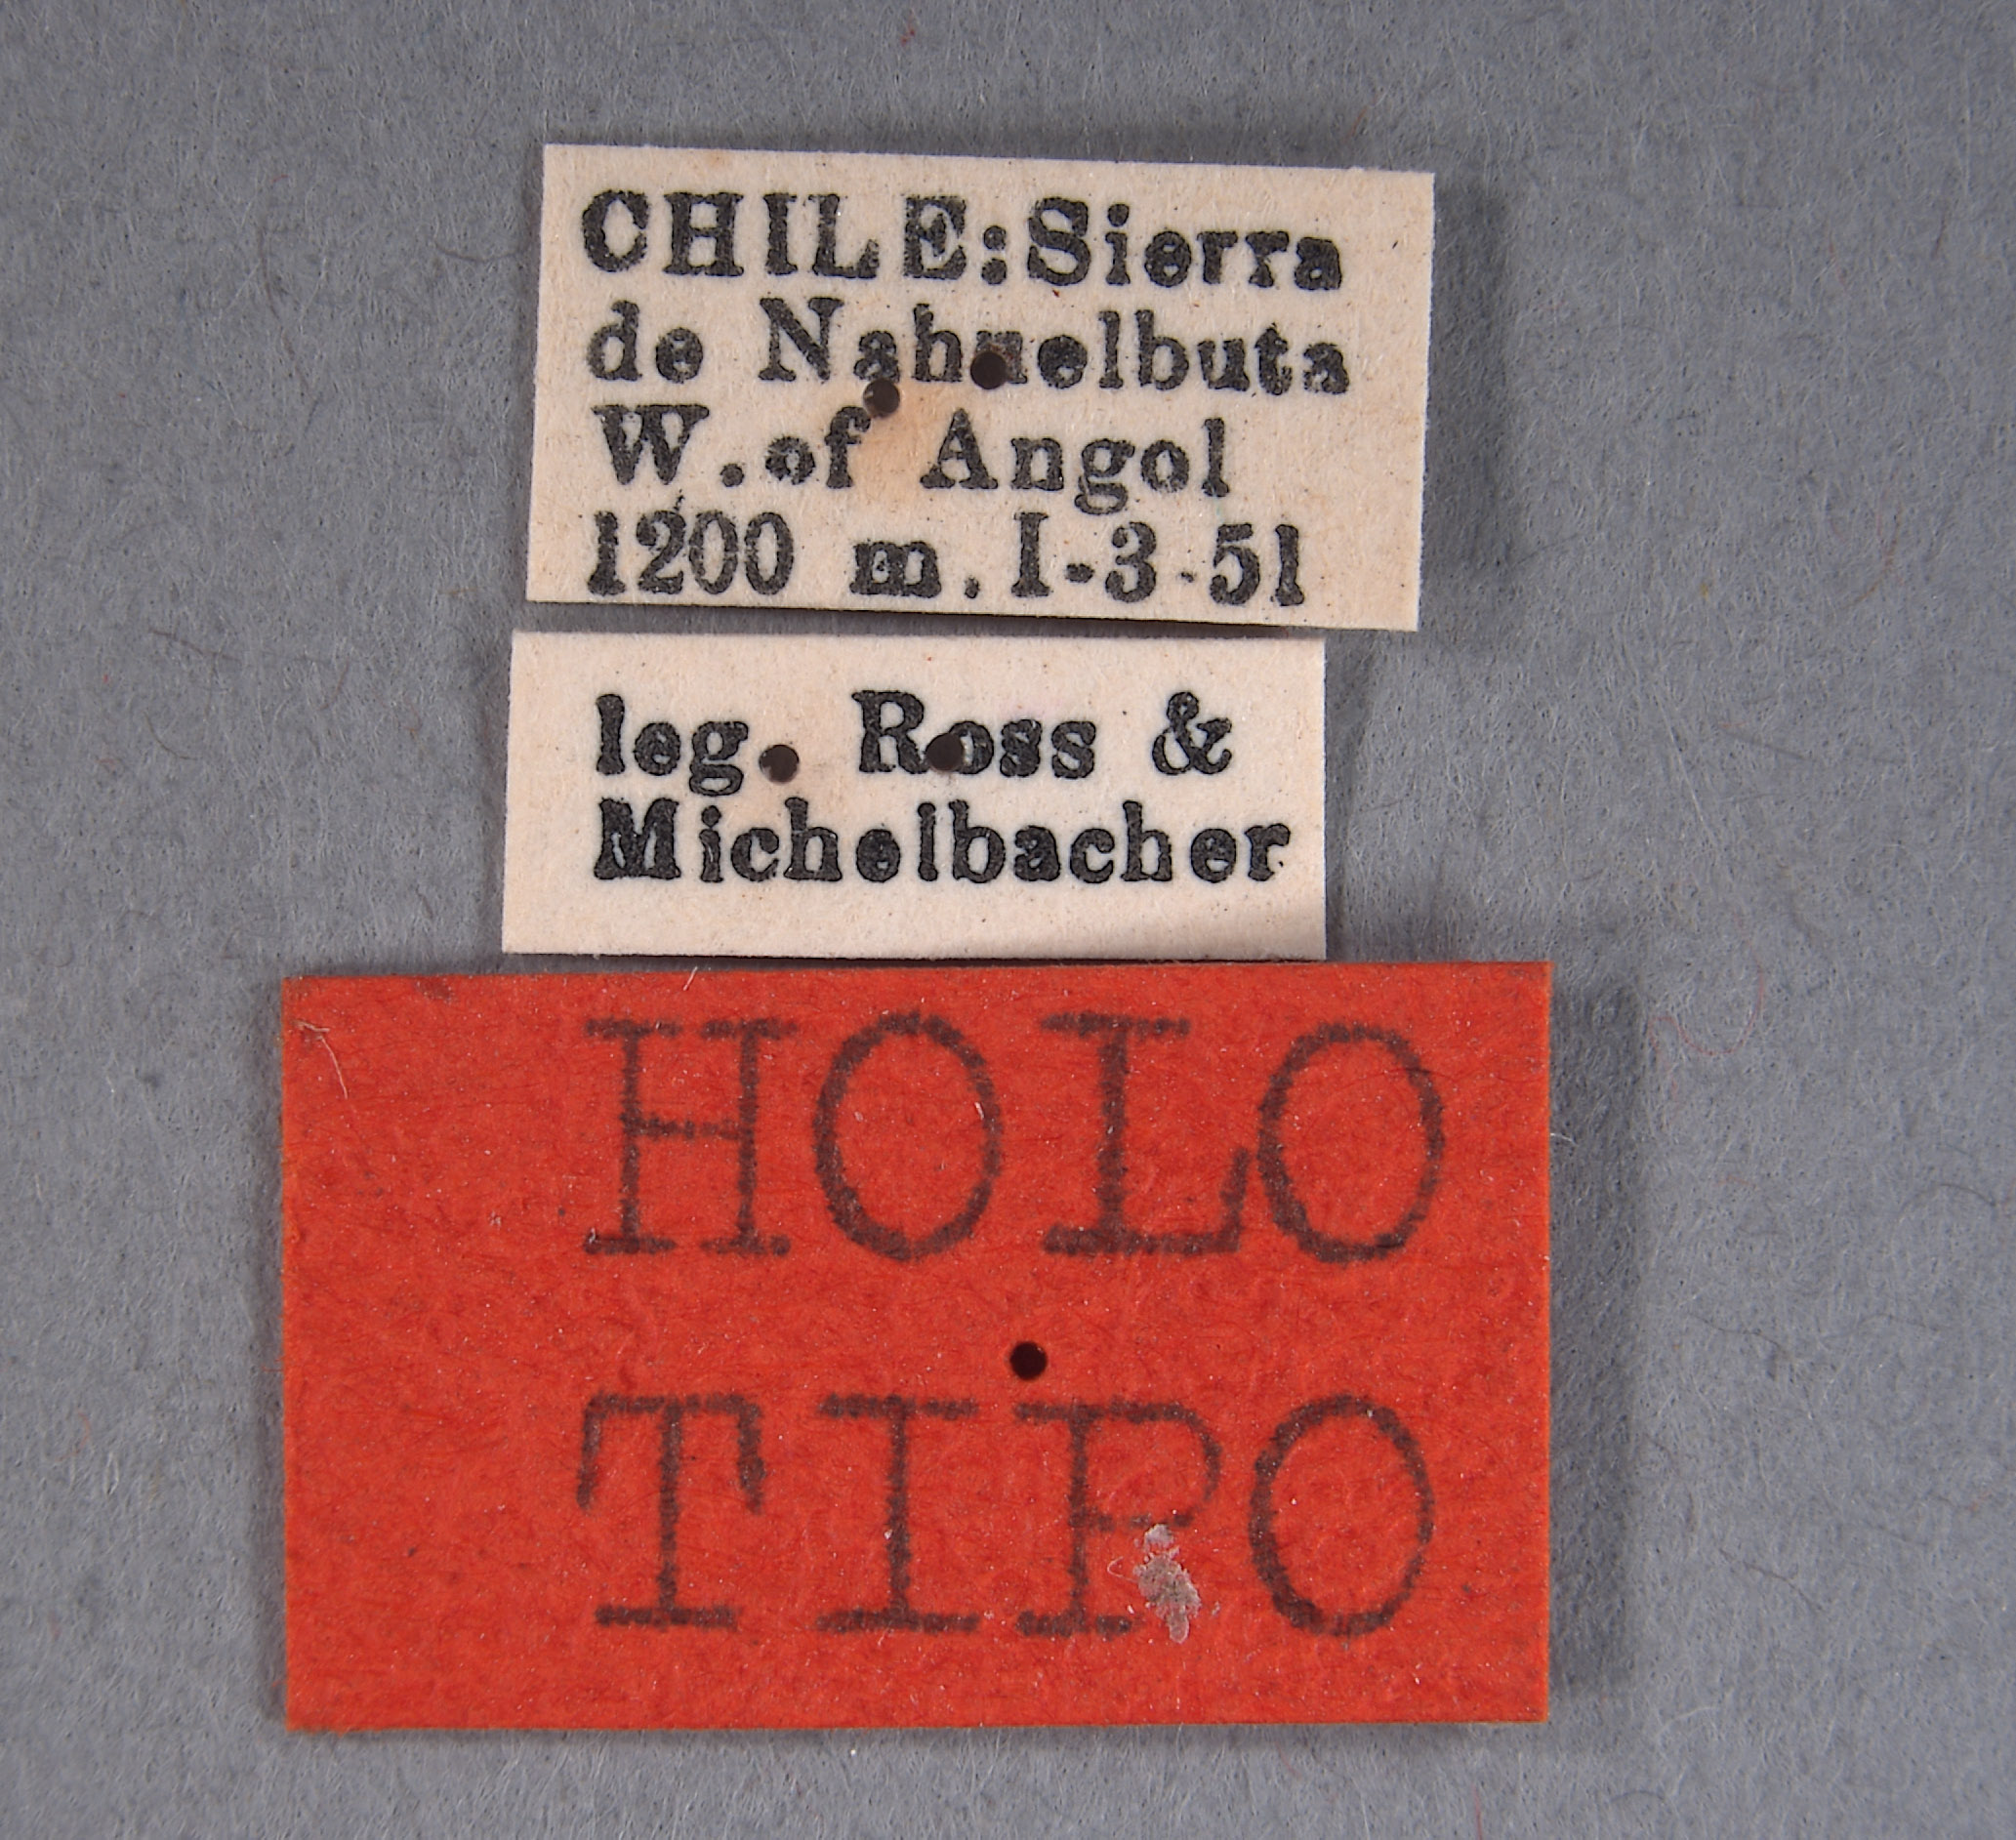 CHILE:Sierra
de Nahuelbuta
W. of Angol
1200 m. I-3-51
leg. Ross &
Michelbacher
HOLO
TIPO